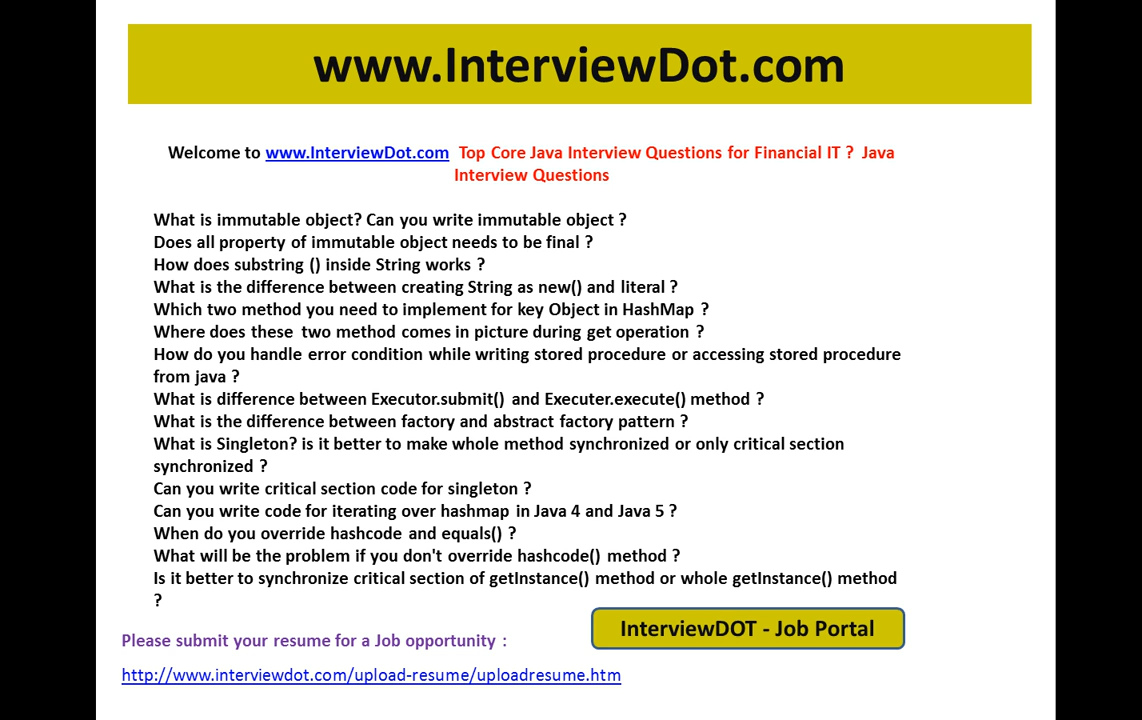 www.InterviewDot.com
Welcome to www.InterviewDot.com Top Core Java Interview Questions for Financial IT ? Java
Interview Questions
What is immutable object? Can you write immutable object ?
Does all property of immutable object needs to be final ?
How does substring () inside String works ?
What is the difference between creating String as new() and literal ?
Which two method you need to implement for key Object in HashMap ?
Where does these two method comes in picture during get operation ?
How do you handle error condition while writing stored procedure or accessing stored procedure
from java ?
What is difference between Executor.submit() and Executer.execute() method ?
What is the difference between factory and abstract factory pattern ?
What is Singleton? is it better to make whole method synchronized or only critical section
synchronized ?
Can you write critical section code for singleton ?
Can you write code for iterating over hashmap in Java 4 and Java 5 ?
When do you override hashcode and equals() ?
What will be the problem if you don't override hashcode() method ?
Is it better to synchronize critical section of getInstance() method or whole getInstance() method
?
InterviewDOT - Job Portal
Please submit your resume for a Job opportunity :
http://www.interviewdot.com/upload-resume/uploadresume.htm